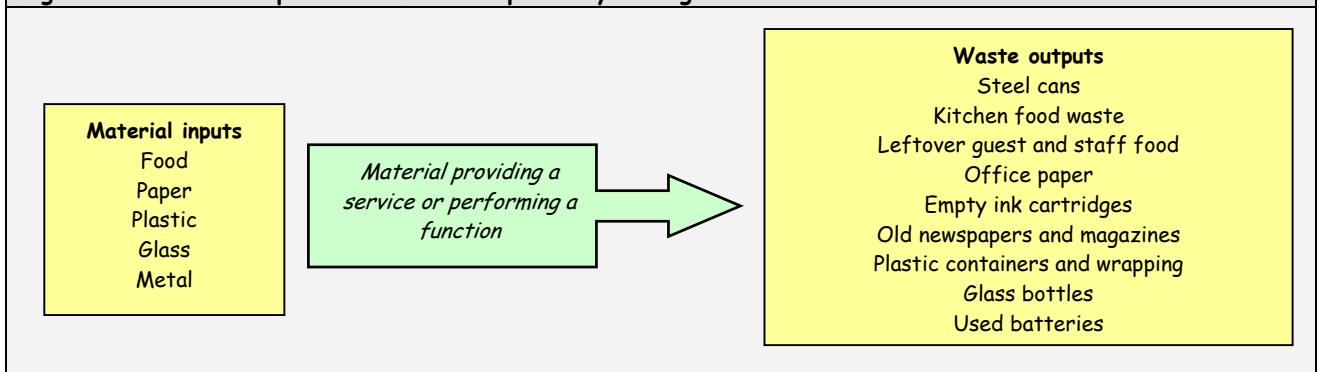 Material inputs
Food
Paper
Plastic
Glass
Metal
Material providing a
service or performing a
function
Waste outputs
Steel cans
Kitchen food waste
Leftover guest and staff food
Office paper
Empty ink cartridges
Old newspapers and magazines
Plastic containers and wrapping
Glass bottles
Used batteries